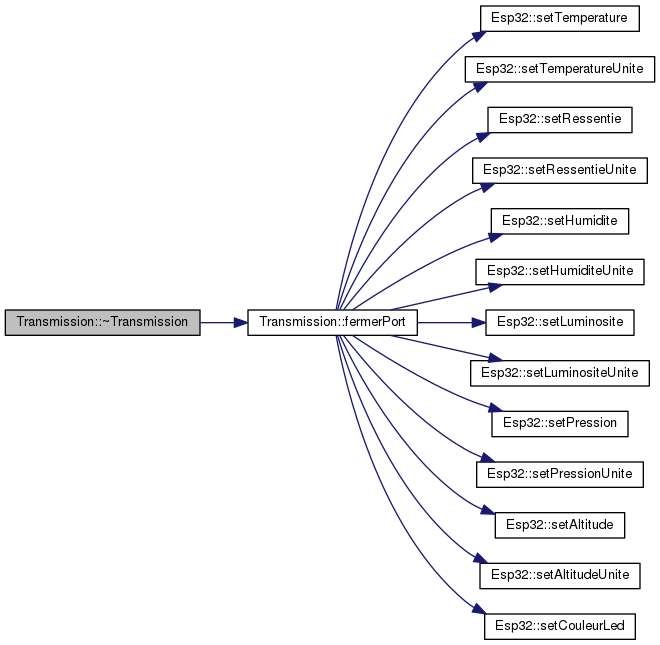 Esp32::setTemperature
Esp32::setTemperatureUnite
Esp32::setRessentie
Esp32::setRessentieUnite
Esp32::setHumidite
Esp32::setHumiditeUnite
Transmission::~Transmission
Transmission::fermerPort
Esp32::setLuminosite
Esp32::setLuminositeUnite
Esp32::setPression
Esp32::setPressionUnite
Esp32::setAltitude
Esp32::setAltitudeUnite
Esp32::setCouleurLed